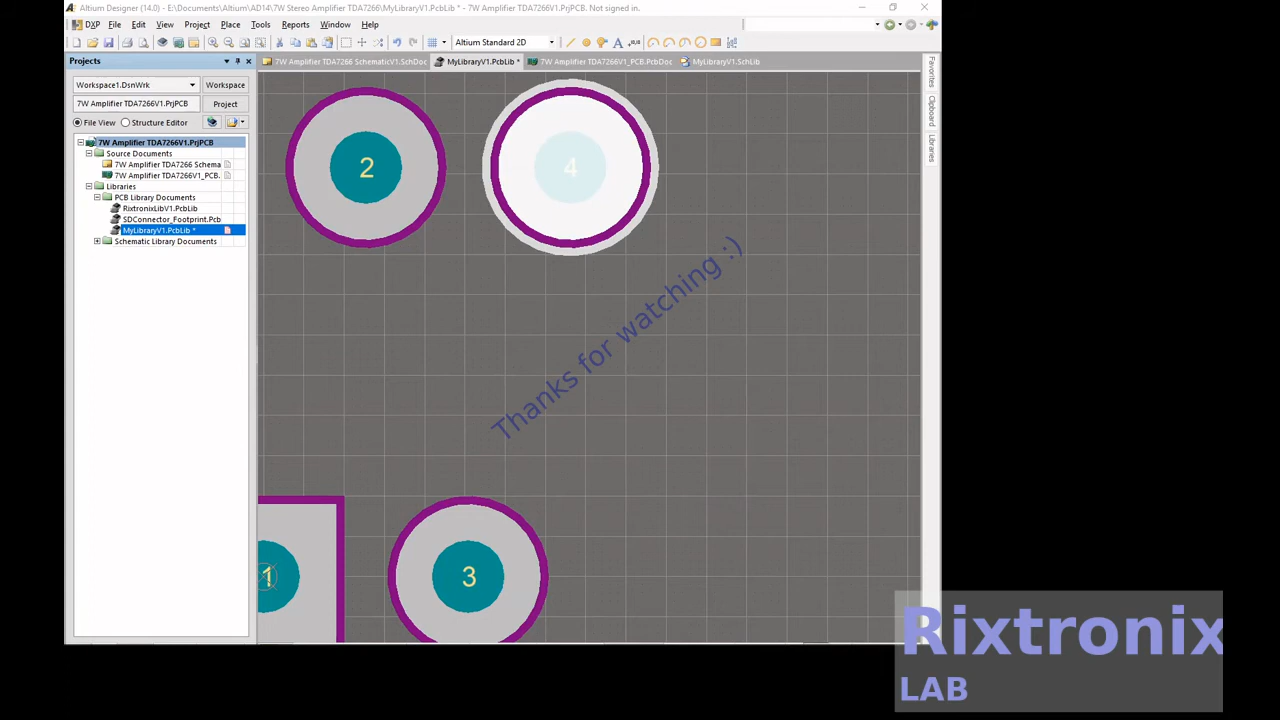 Altium Designer (14.0) - E:\Documents\Altium\AD14\7W Stereo Amplifier TDA7266\MyLibraryV1.PcbLib * - 7W Amplifier TDA7266V1.PrjPCB. Not signed in.
DXP File Edit View Project Place Tools Reports Window Help
Altium Standard 2D
Projects
7W Amplifier TDA7266 SchematicV1.SchDoc MyLibraryV1.PcbLib * 7W Amplifier TDA7266V1_PCB.PcbDoc MyLibraryV1.SchLib
Workspace1.DsnWrk Workspace
7W Amplifier TDA7266V1.PrjPCB Project
File View Structure Editor
7W Amplifier TDA7266V1.PrjPCB
Source Documents
7W Amplifier TDA7266 Schema
7W Amplifier TDA7266V1_PCB.
Libraries
PCB Library Documents
RixtronixLibV1.PcbLib
SDConnector_Footprint.Pcb
MyLibraryV1.PcbLib *
Schematic Library Documents
2
4
Thanks for watching :)
1
3
Favorites
Clipboard
Libraries
Rixtronix
LAB